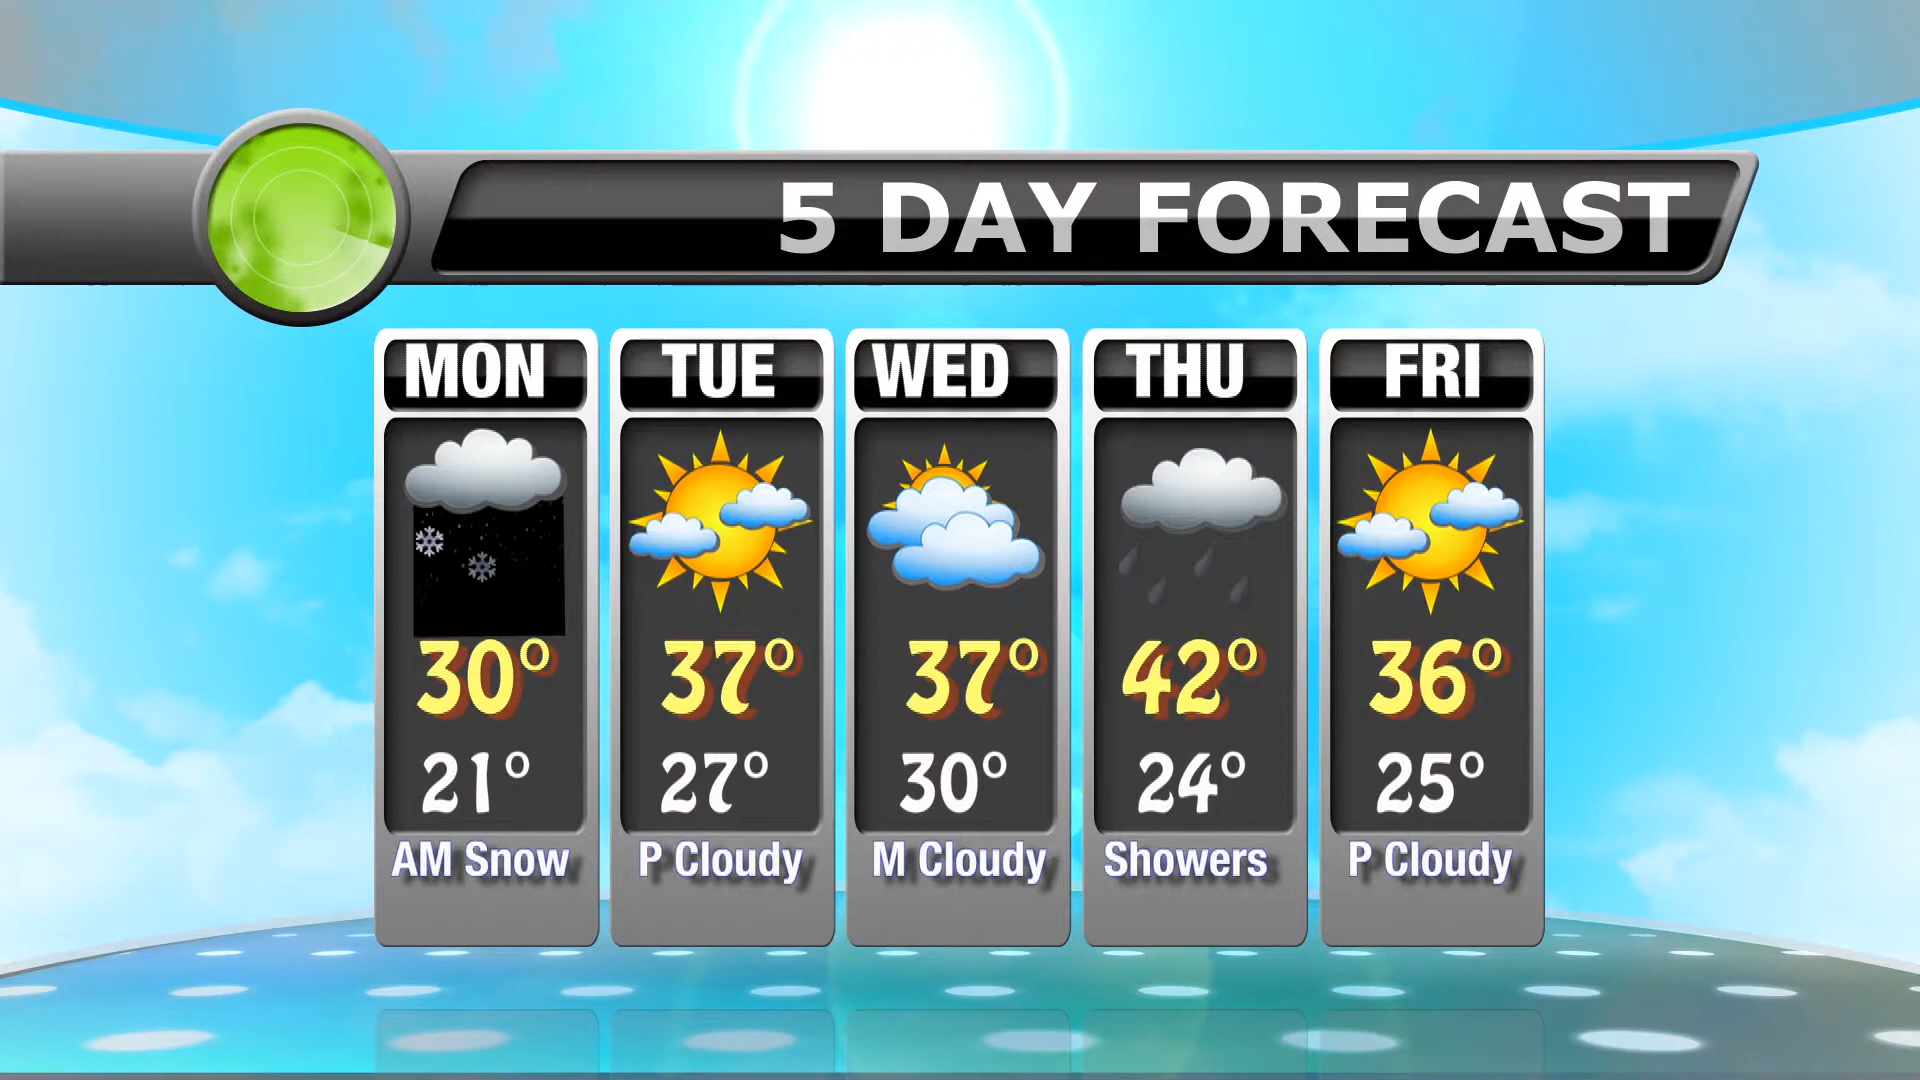 5 DAY FORECAST
MON TUE WED THU FRI
30° 37° 37° 42° 36°
21° 27° 30° 24° 25°
AM Snow P Cloudy M Cloudy Showers P Cloudy